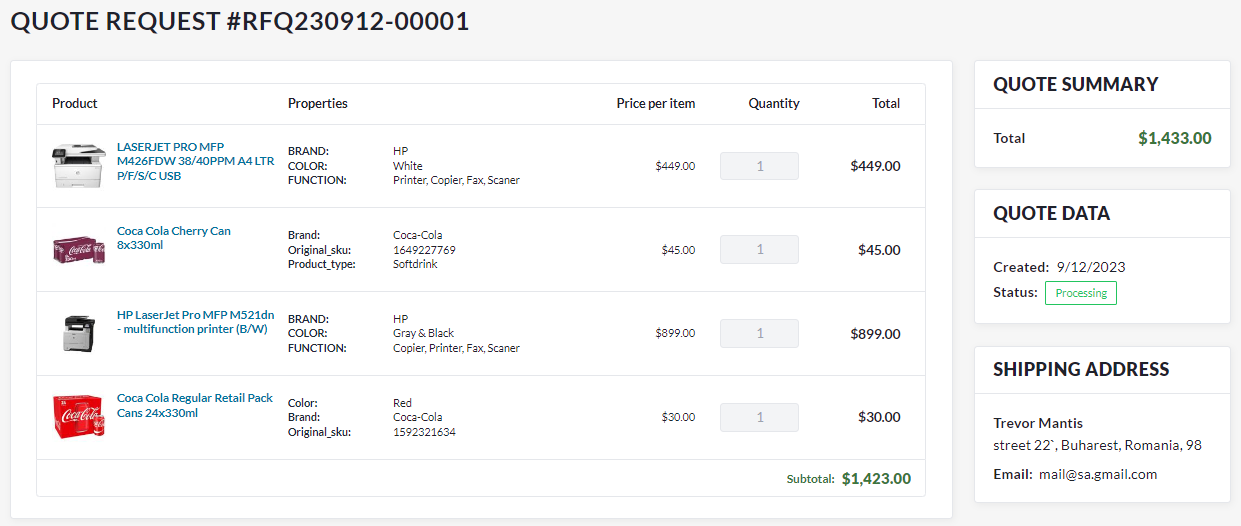 QUOTE REQUEST #RFQ230912-00001
Product Properties Price per item Quantity Total
LASERJET PRO MFP
M426FDW 38/40PPM A4 LTR
P/F/S/C USB
BRAND: HP
COLOR: White
FUNCTION: Printer, Copier, Fax, Scaner
$449.00 1 $449.00
Coca Cola Cherry Can
8x330ml
Brand: Coca-Cola
Original_sku: 1649227769
Product_type: Softdrink
$45.00 1 $45.00
HP LaserJet Pro MFP M521dn
- multifunction printer (B/W)
BRAND: HP
COLOR: Gray & Black
FUNCTION: Copier, Printer, Fax, Scaner
$899.00 1 $899.00
Coca Cola Regular Retail Pack
Cans 24x330ml
Color: Red
Brand: Coca-Cola
Original_sku: 1592321634
$30.00 1 $30.00
Subtotal: $1,423.00
QUOTE SUMMARY
Total $1,433.00
QUOTE DATA
Created: 9/12/2023
Status: Processing
SHIPPING ADDRESS
Trevor Mantis
street 22`, Buharest, Romania, 98
Email: mail@sa.gmail.com